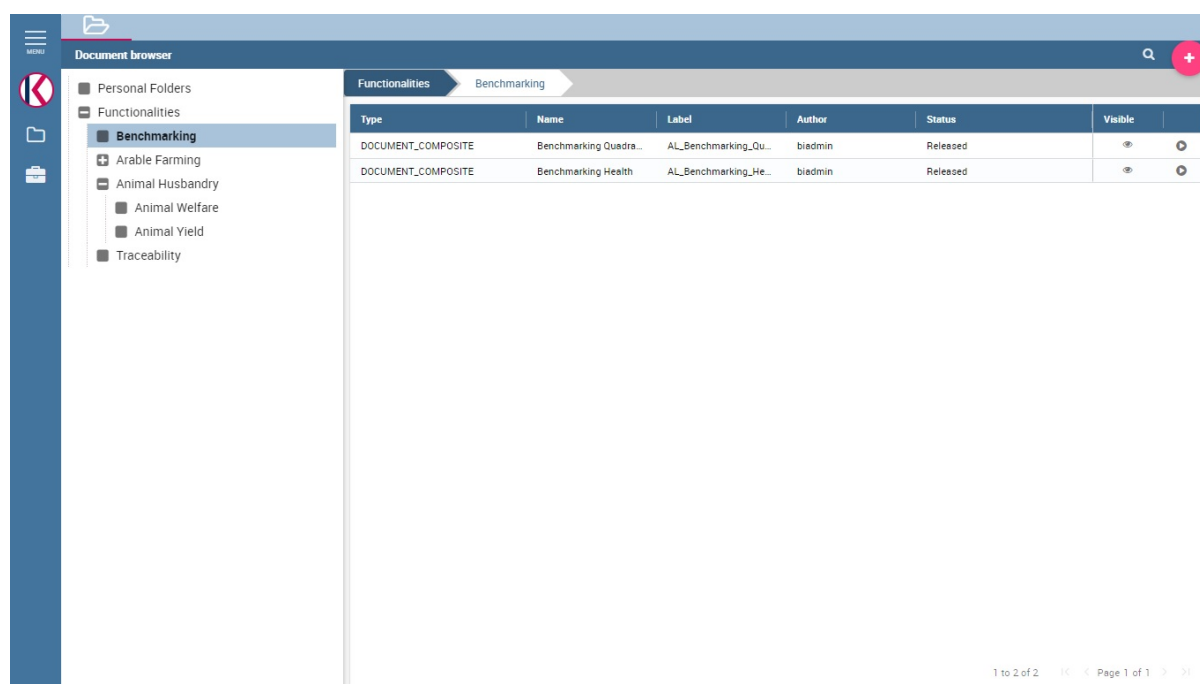 MENU
Document browser
Personal Folders
Functionalities
Benchmarking
Arable Farming
Animal Husbandry
Animal Welfare
Animal Yield
Traceability
Functionalities Benchmarking
Type Name Label Author Status Visible
DOCUMENT_COMPOSITE Benchmarking Quadra... AL_Benchmarking_Qu... biadmin Released
DOCUMENT_COMPOSITE Benchmarking Health AL_Benchmarking_He... biadmin Released
1 to 2 of 2 Page 1 of 1